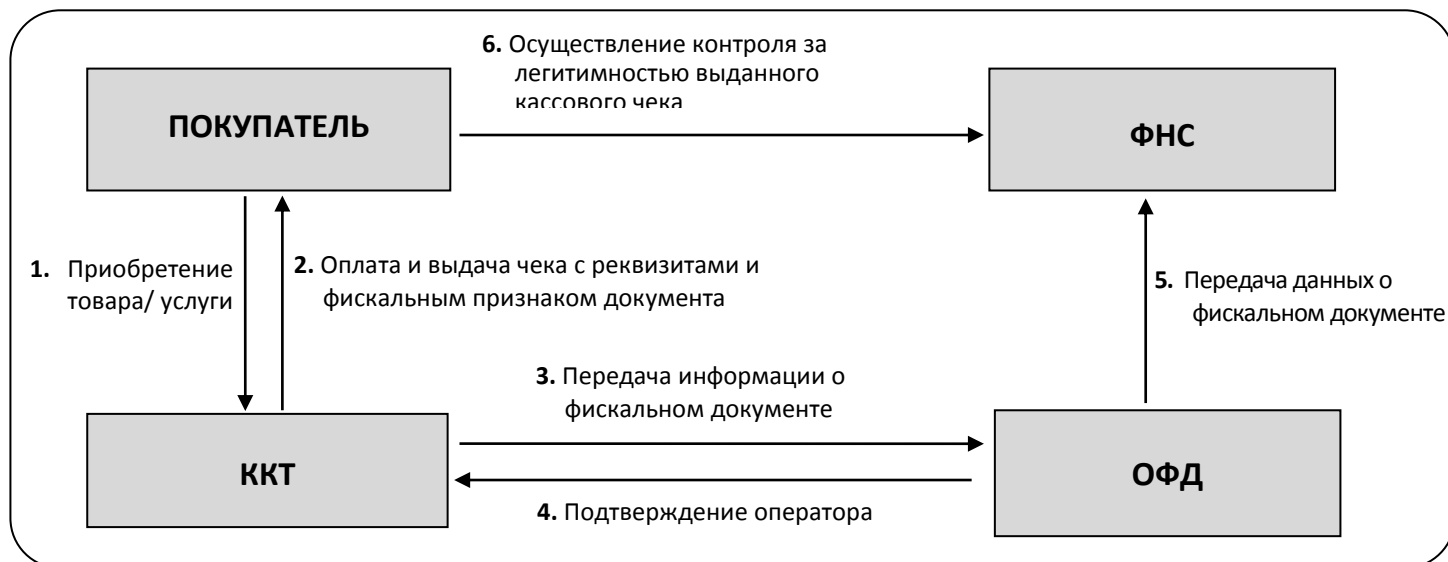 6. Осуществление контроля за
легитимностью выданного
кассового чека
ПОКУПАТЕЛЬ
ФНС
1. Приобретение
товара/ услуги
2. Оплата и выдача чека с реквизитами и
фискальным признаком документа
5. Передача данных о
фискальном документе
3. Передача информации о
фискальном документе
ККТ
ОФД
4. Подтверждение оператора